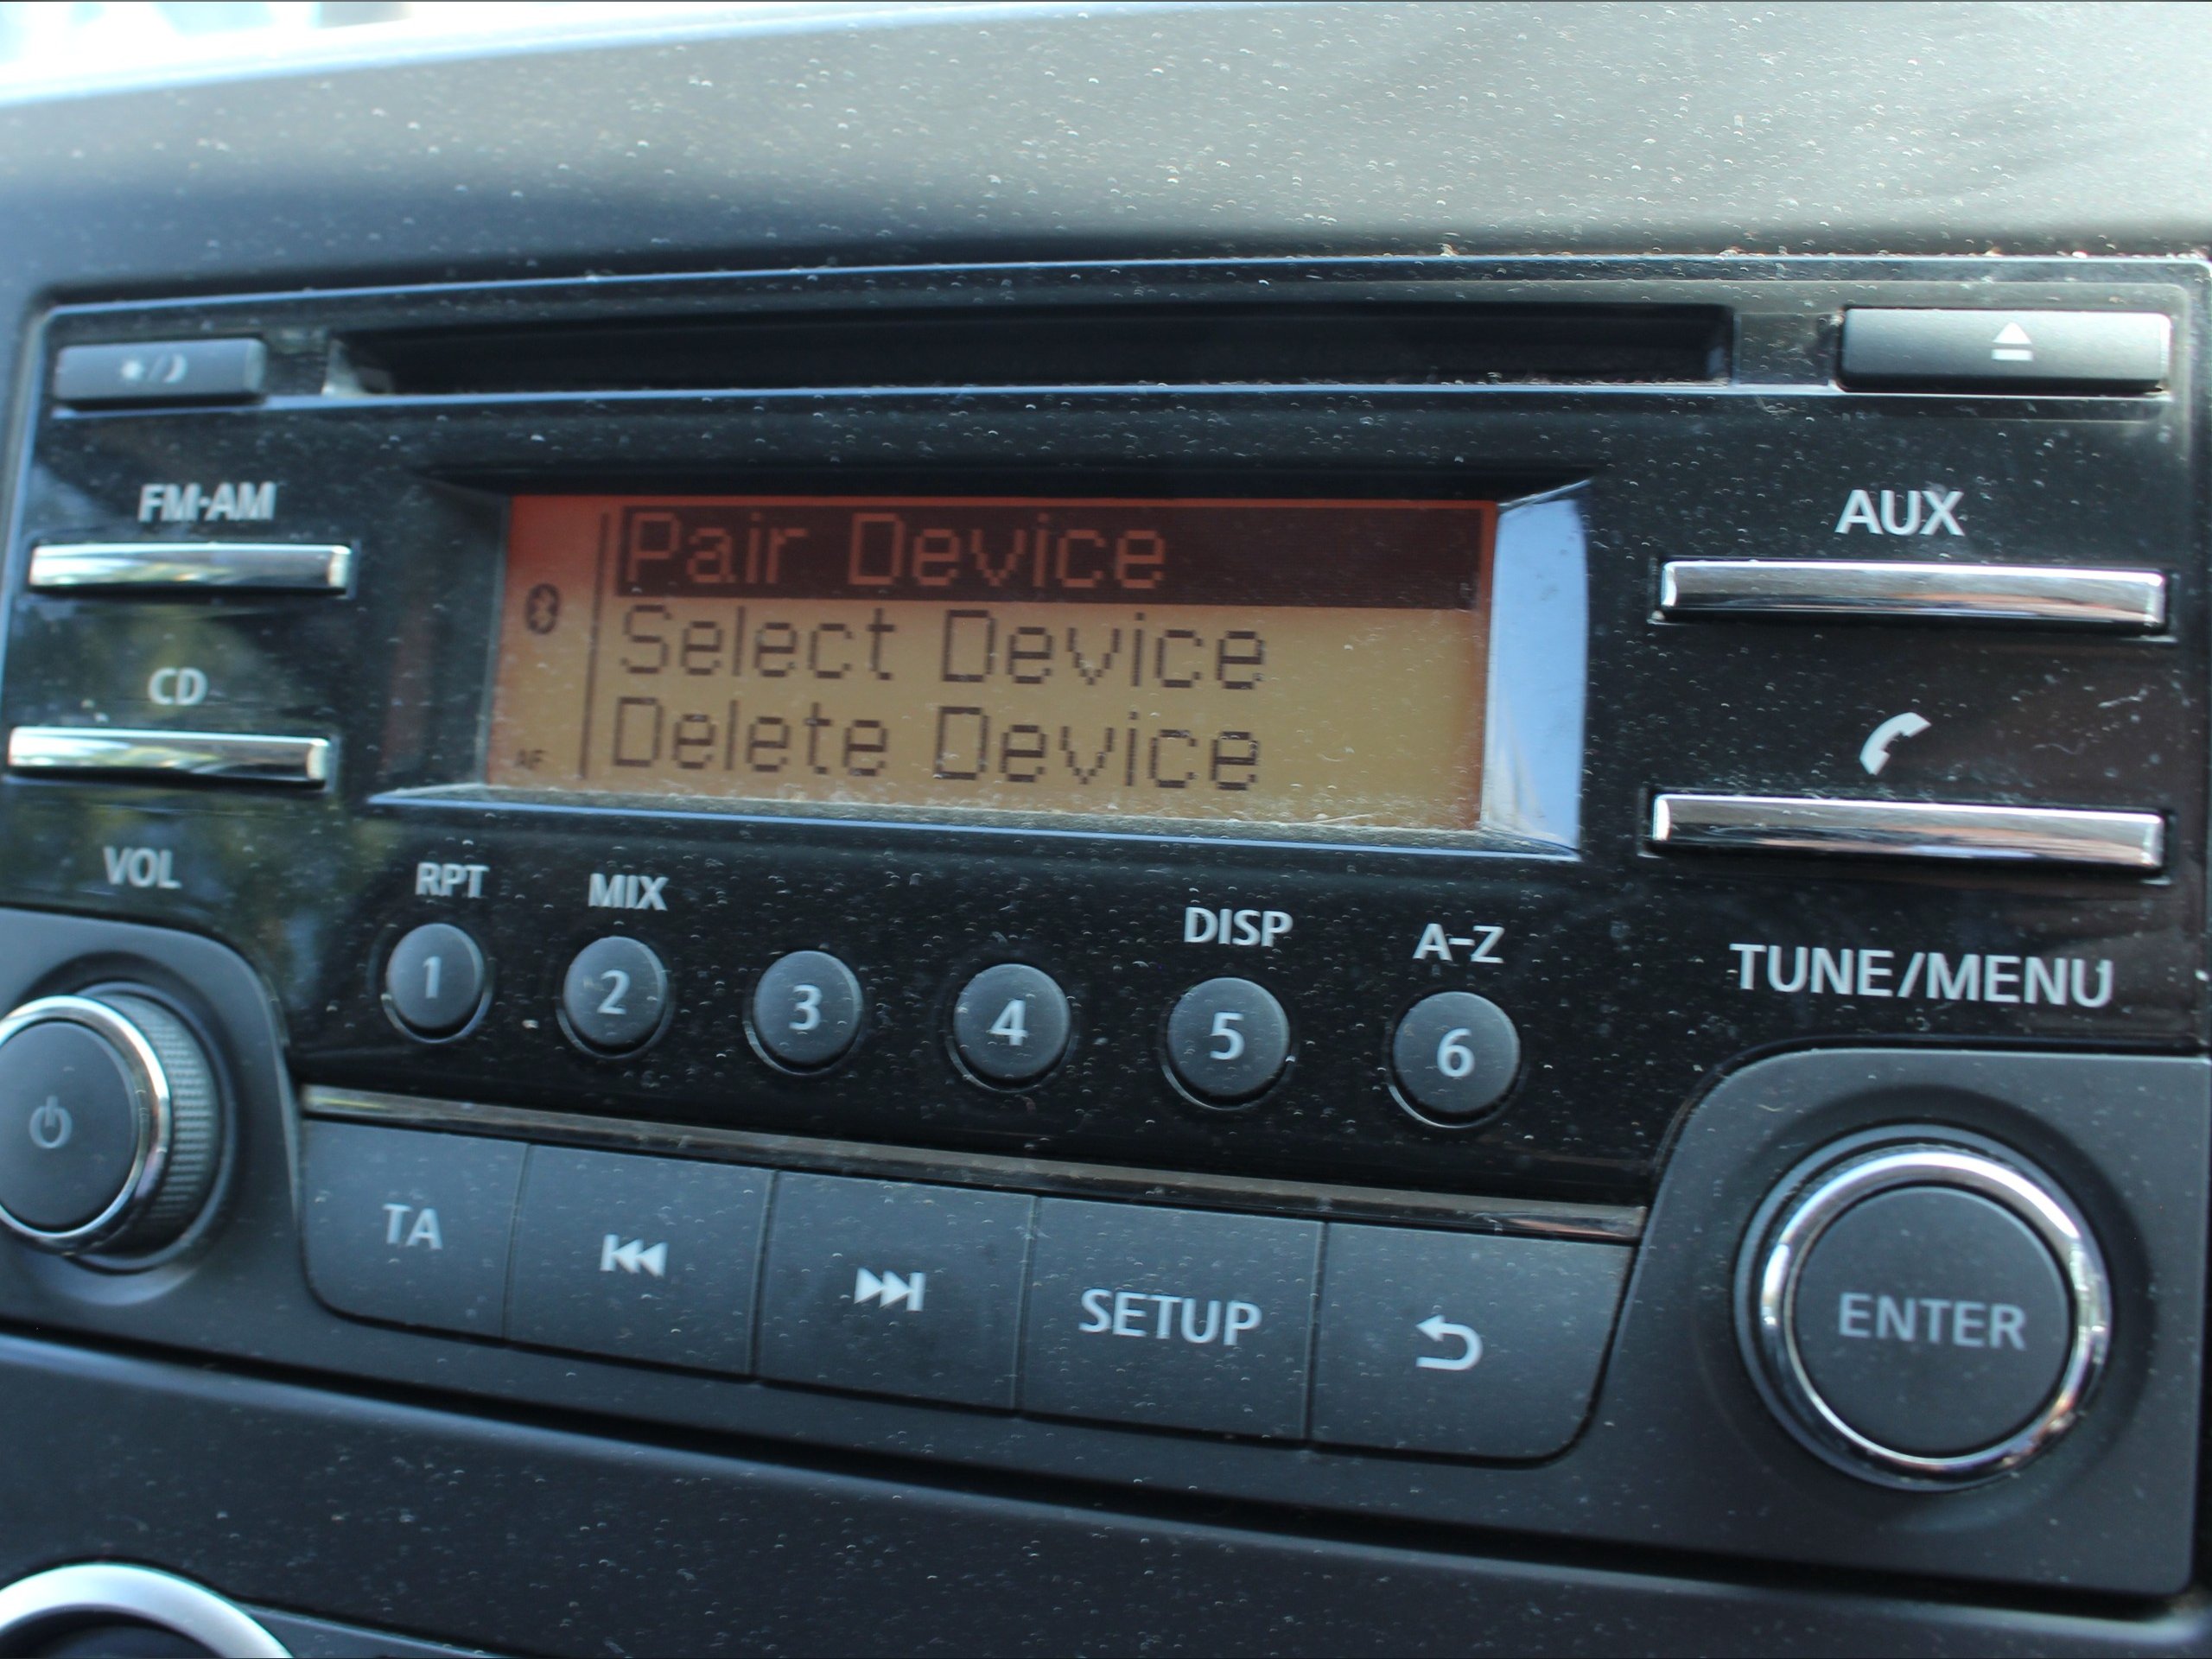 FM·AM
AUX
Pair Device
Select Device
CD
Delete Device
AF
VOL
RPT
MIX
DISP
A-Z
TUNE/MENU
1
2
3
4
5
6
TA
SETUP
ENTER